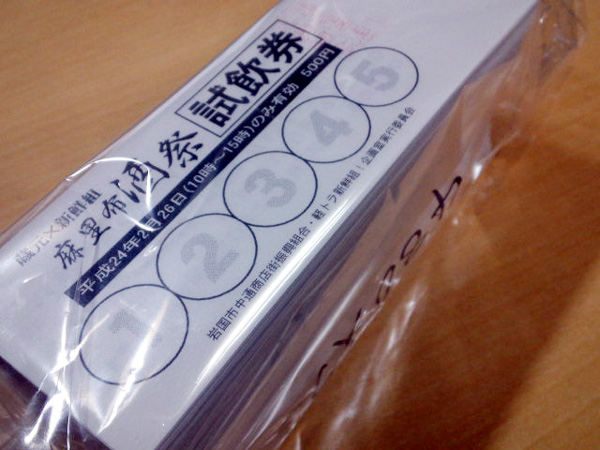 蔵元×新鮮組
麻里布酒祭 試飲券
平成24年2月26日(10時～15時)のみ有効 500円
1 2 3 4 5
岩国市中通商店街振興組合・軽トラ新鮮組!企画室実行委員会